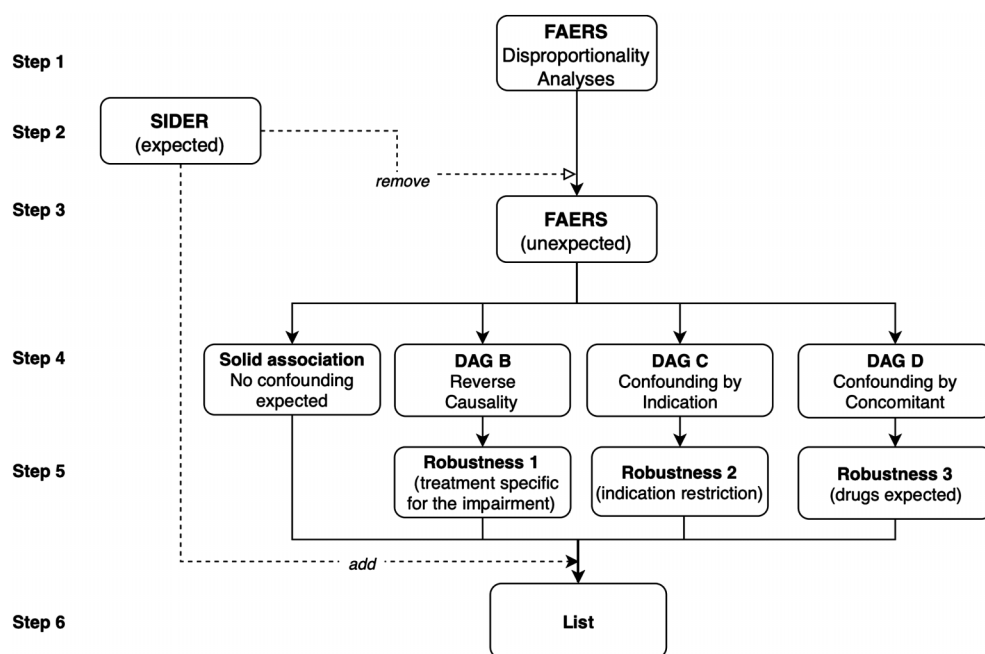 Step 1
FAERS
Disproportionality
Analyses
Step 2
SIDER
(expected)
remove
Step 3
FAERS
(unexpected)
Step 4
Solid association
No confounding
expected
DAG B
Reverse
Causality
DAG C
Confounding by
Indication
DAG D
Confounding by
Concomitant
Step 5
Robustness 1
(treatment specific
for the impairment)
Robustness 2
(indication restriction)
Robustness 3
(drugs expected)
add
Step 6
List